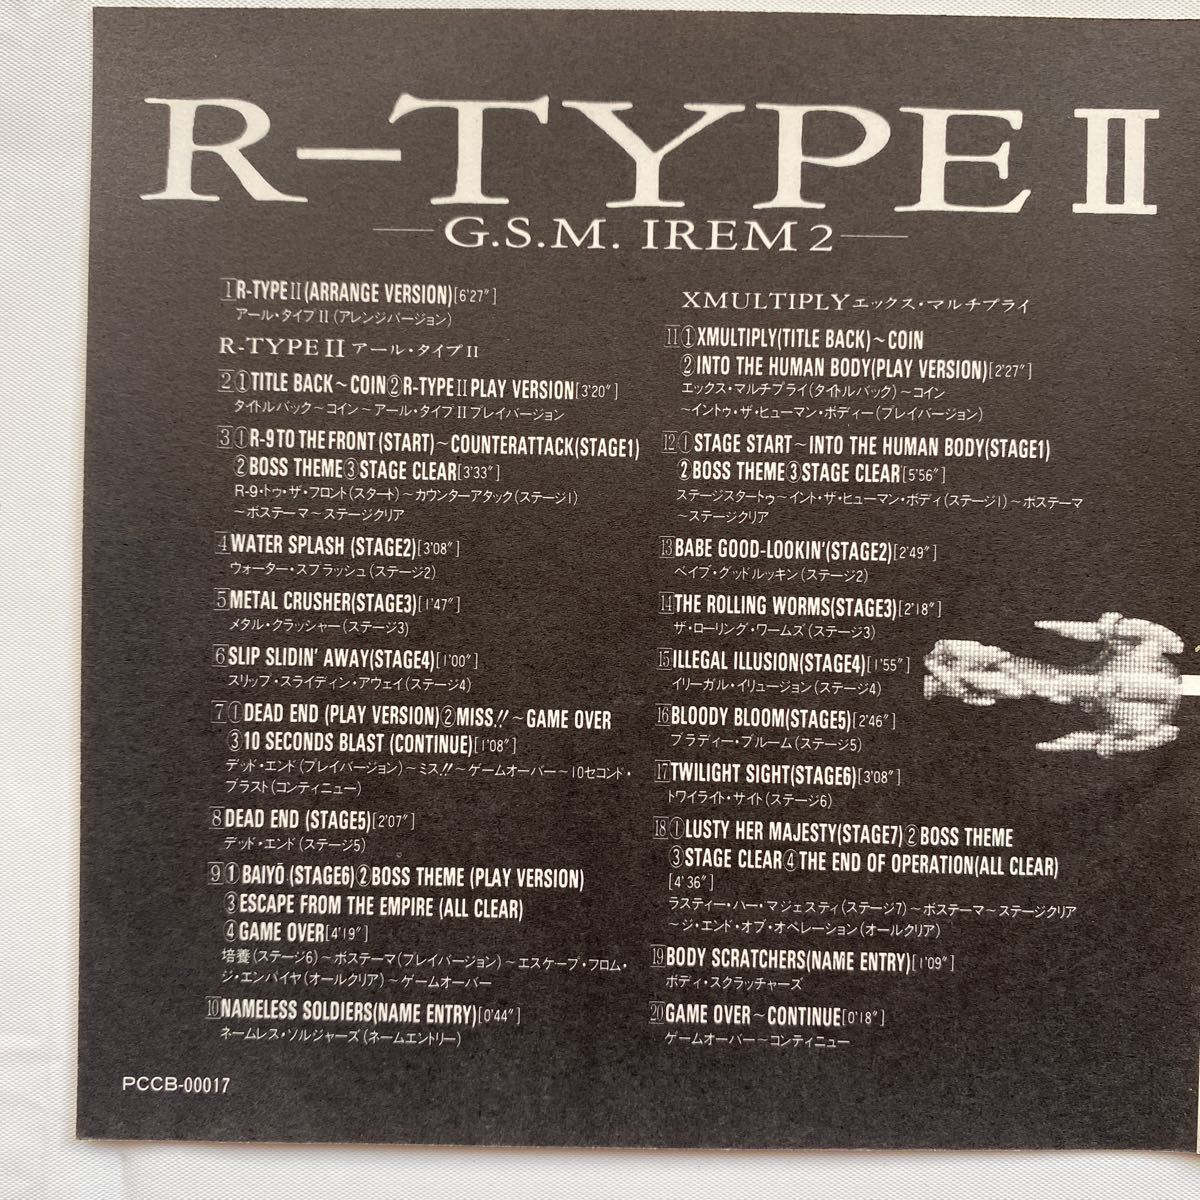 R-TYPE II
G.S.M. IREM 2
1 R-TYPE II (ARRANGE VERSION)[6'27"]
アール・タイプ II (アレンジバージョン)
R-TYPE II アール・タイプ II
2 ①TITLE BACK~COIN②R-TYPE II PLAY VERSION[3'20"]
タイトルバック~コイン~アール・タイプ II プレイバージョン
3 ①R-9 TO THE FRONT (START)~COUNTERATTACK(STAGE1)
②BOSS THEME③STAGE CLEAR[3'33"]
R-9・トゥ・ザ・フロント(スタート)~カウンターアタック(ステージ1)
~ボステーマ~ステージクリア
4 WATER SPLASH (STAGE2)[3'08"]
ウォーター・スプラッシュ(ステージ2)
5 METAL CRUSHER(STAGE3)[1'47"]
メタル・クラッシャー(ステージ3)
6 SLIP SLIDIN' AWAY(STAGE4)[1'00"]
スリップ・スライディン・アウェイ(ステージ4)
7 ①DEAD END (PLAY VERSION)②MISS!!~GAME OVER
③10 SECONDS BLAST (CONTINUE)[1'08"]
デッド・エンド(プレイバージョン)~ミス!!~ゲームオーバー~10セコンド・
ブラスト(コンティニュー)
8 DEAD END (STAGE5)[2'07"]
デッド・エンド(ステージ5)
9 ①BAIYŌ (STAGE6)②BOSS THEME (PLAY VERSION)
③ESCAPE FROM THE EMPIRE (ALL CLEAR)
④GAME OVER[4'19"]
培養(ステージ6)~ボステーマ(プレイバージョン)~エスケープ・フロム・
ジ・エンパイヤ(オールクリア)~ゲームオーバー
10 NAMELESS SOLDIERS(NAME ENTRY)[0'44"]
ネームレス・ソルジャーズ(ネームエントリー)
PCCB-00017
XMULTIPLY エックス・マルチプライ
11 ①XMULTIPLY(TITLE BACK)~COIN
②INTO THE HUMAN BODY(PLAY VERSION)[2'27"]
エックス・マルチプライ(タイトルバック)~コイン
~イントゥ・ザ・ヒューマン・ボディー(プレイバージョン)
12 ①STAGE START~INTO THE HUMAN BODY(STAGE1)
②BOSS THEME③STAGE CLEAR[5'56"]
ステージスタートゥ~イント・ザ・ヒューマン・ボディ(ステージ1)~ボステーマ
~ステージクリア
13 BABE GOOD-LOOKIN'(STAGE2)[2'49"]
ベイブ・グッドルッキン(ステージ2)
14 THE ROLLING WORMS(STAGE3)[2'18"]
ザ・ローリング・ワームズ(ステージ3)
15 ILLEGAL ILLUSION(STAGE4)[1'55"]
イリーガル・イリュージョン(ステージ4)
16 BLOODY BLOOM(STAGE5)[2'46"]
ブラディー・ブルーム(ステージ5)
17 TWILIGHT SIGHT(STAGE6)[3'08"]
トワイライト・サイト(ステージ6)
18 ①LUSTY HER MAJESTY(STAGE7)②BOSS THEME
③STAGE CLEAR④THE END OF OPERATION(ALL CLEAR)
[4'36"]
ラスティー・ハー・マジェスティ(ステージ7)~ボステーマ~ステージクリア
~ジ・エンド・オブ・オペレーション(オールクリア)
19 BODY SCRATCHERS(NAME ENTRY)[1'09"]
ボディ・スクラッチャーズ
20 GAME OVER~CONTINUE[0'18"]
ゲームオーバー~コンティニュー